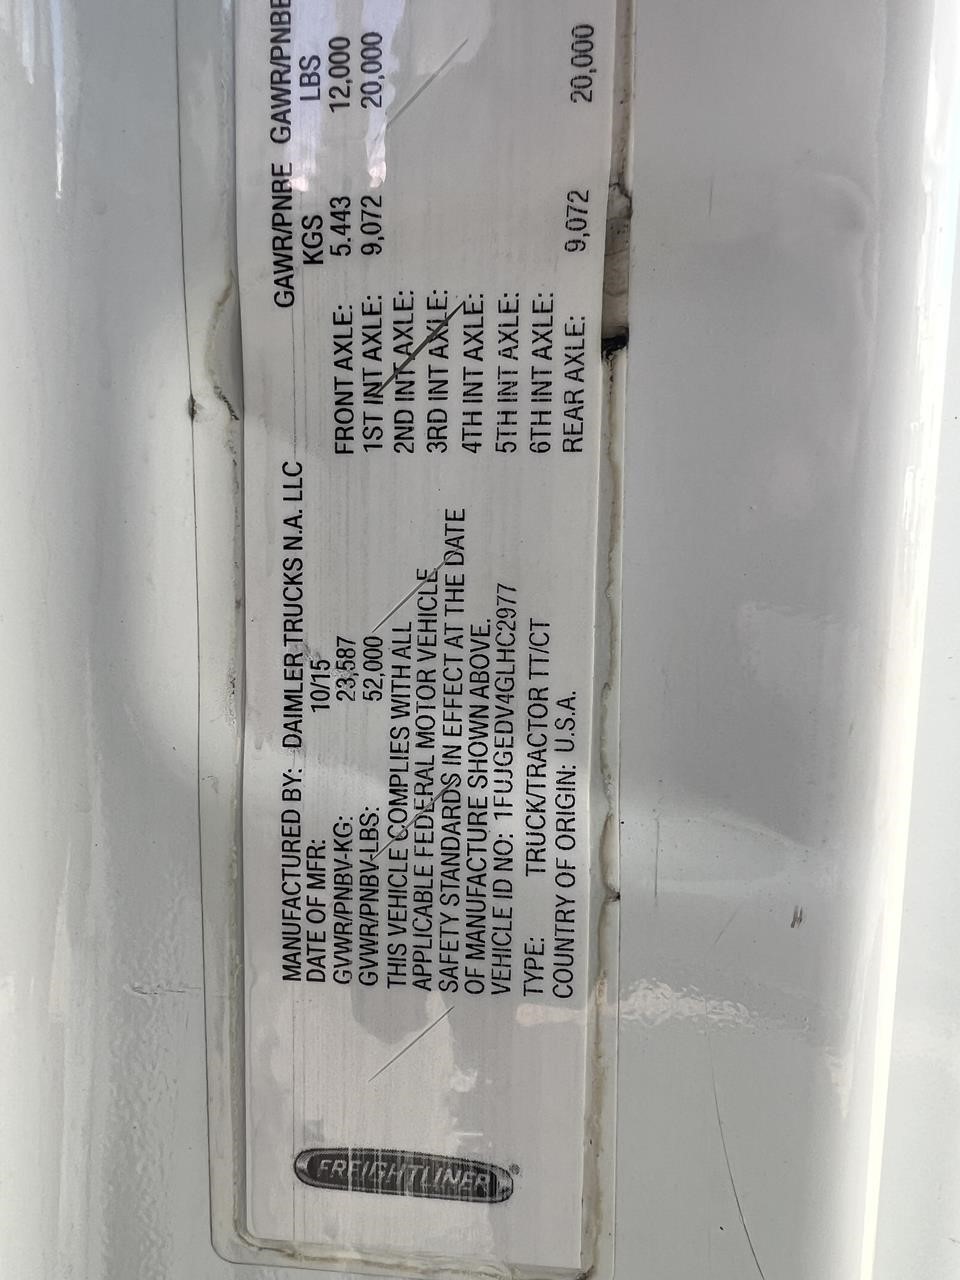 FREIGHTLINER
MANUFACTURED BY: DAIMLER TRUCKS N.A. LLC
DATE OF MFR: 10/15
GVWR/PNBV-KG: 23,587
GVWR/PNBV-LBS: 52,000
THIS VEHICLE COMPLIES WITH ALL
APPLICABLE FEDERAL MOTOR VEHICLE
SAFETY STANDARDS IN EFFECT AT THE DATE
OF MANUFACTURE SHOWN ABOVE.
VEHICLE ID NO: 1FUJGEDV4GLHC2977
TYPE: TRUCK/TRACTOR TT/CT
COUNTRY OF ORIGIN: U.S.A.
GAWR/PNBE GAWR/PNBE
KGS LBS
FRONT AXLE: 5.443 12,000
1ST INT AXLE: 9,072 20,000
2ND INT AXLE:
3RD INT AXLE:
4TH INT AXLE:
5TH INT AXLE:
6TH INT AXLE:
REAR AXLE: 9,072 20,000